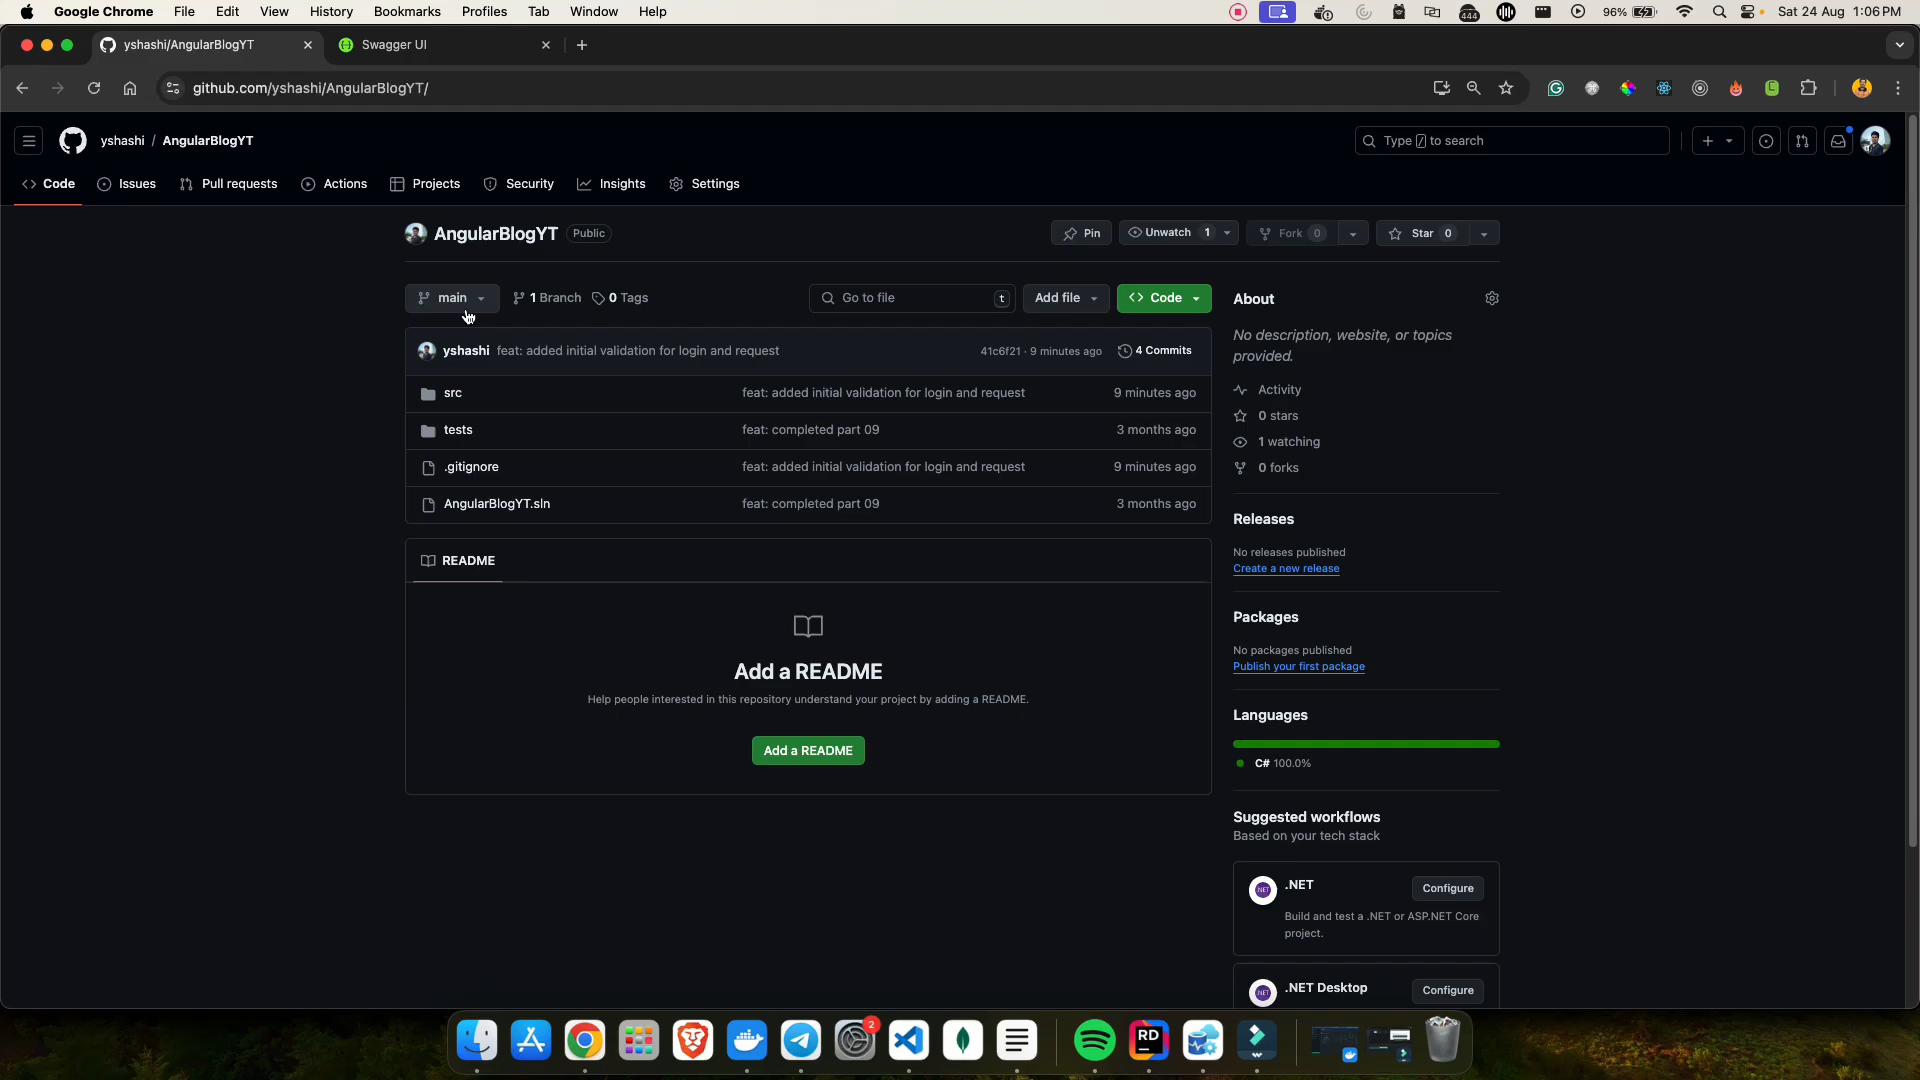 Google Chrome File Edit View History Bookmarks Profiles Tab Window Help 444 96% Sat 24 Aug 1:06 PM
yshashi/AngularBlogYT Swagger UI
github.com/yshashi/AngularBlogYT/
yshashi / AngularBlogYT Type / to search
Code Issues Pull requests Actions Projects Security Insights Settings
AngularBlogYT Public Pin Unwatch 1 Fork 0 Star 0
main 1 Branch 0 Tags Go to file t Add file Code
yshashi feat: added initial validation for login and request 41c6f21 · 9 minutes ago 4 Commits
src feat: added initial validation for login and request 9 minutes ago
tests feat: completed part 09 3 months ago
.gitignore feat: added initial validation for login and request 9 minutes ago
AngularBlogYT.sln feat: completed part 09 3 months ago
README
Add a README
Help people interested in this repository understand your project by adding a README.
Add a README
About
No description, website, or topics
provided.
Activity
0 stars
1 watching
0 forks
Releases
No releases published
Create a new release
Packages
No packages published
Publish your first package
Languages
C# 100.0%
Suggested workflows
Based on your tech stack
.NET Configure
Build and test a .NET or ASP.NET Core
project.
.NET Desktop Configure
2
RD